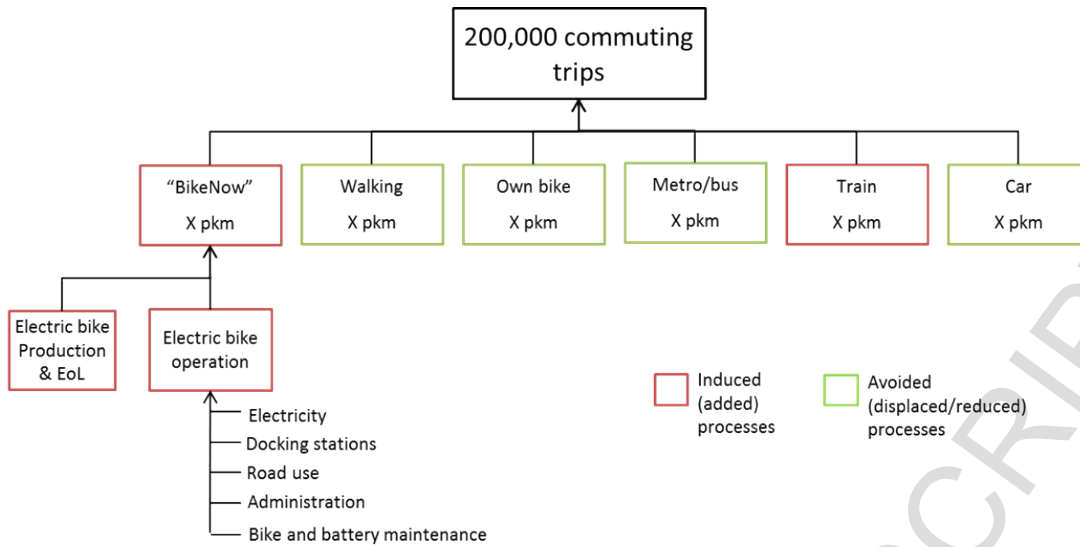 200,000 commuting
trips
"BikeNow"
X pkm
Walking
X pkm
Own bike
X pkm
Metro/bus
X pkm
Train
X pkm
Car
X pkm
Electric bike
Production
& EoL
Electric bike
operation
Electricity
Docking stations
Road use
Administration
Bike and battery maintenance
Induced
(added)
processes
Avoided
(displaced/reduced)
processes